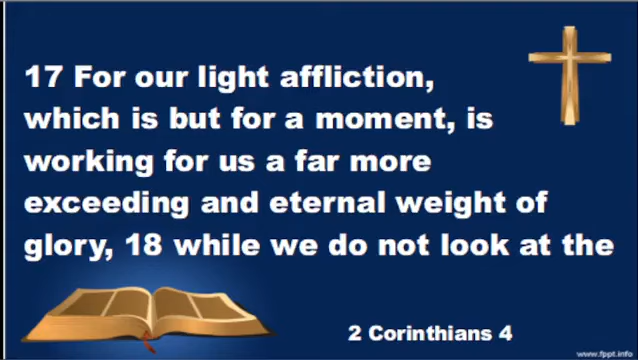 17 For our light affliction,
which is but for a moment, is
working for us a far more
exceeding and eternal weight of
glory, 18 while we do not look at the
2 Corinthians 4
www.fppt.info